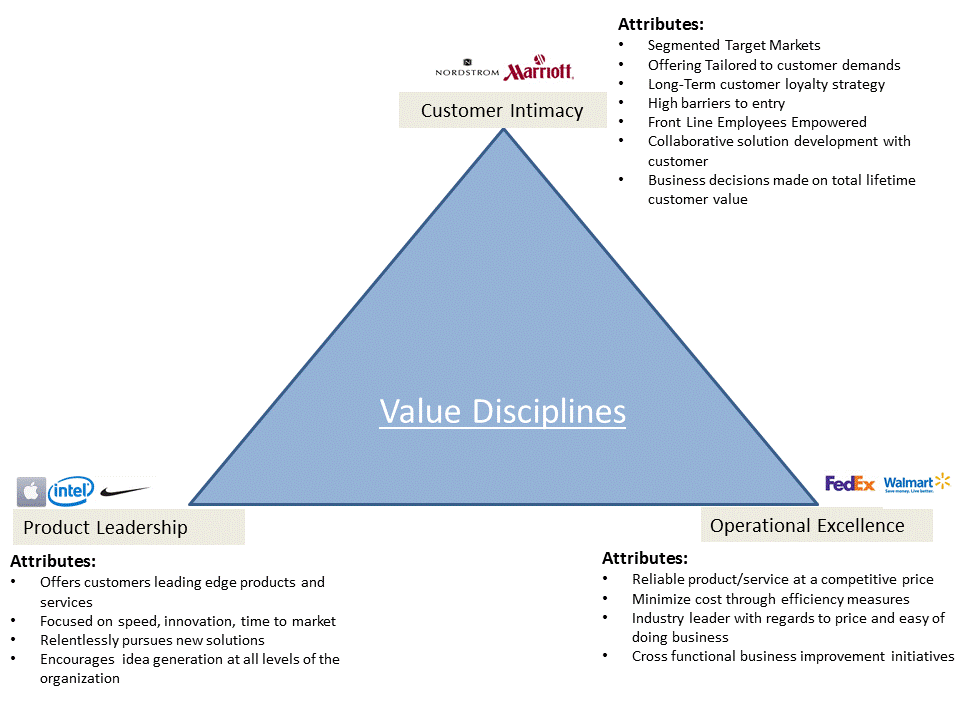 Attributes:
• Segmented Target Markets
• Offering Tailored to customer demands
• Long-Term customer loyalty strategy
• High barriers to entry
• Front Line Employees Empowered
• Collaborative solution development with
customer
• Business decisions made on total lifetime
customer value
N
NORDSTROM Marriott.
Customer Intimacy
Value Disciplines
intel
Product Leadership
Attributes:
• Offers customers leading edge products and
services
• Focused on speed, innovation, time to market
• Relentlessly pursues new solutions
• Encourages idea generation at all levels of the
organization
FedEx Walmart
Save money. Live better.
Operational Excellence
Attributes:
• Reliable product/service at a competitive price
• Minimize cost through efficiency measures
• Industry leader with regards to price and easy of
doing business
• Cross functional business improvement initiatives